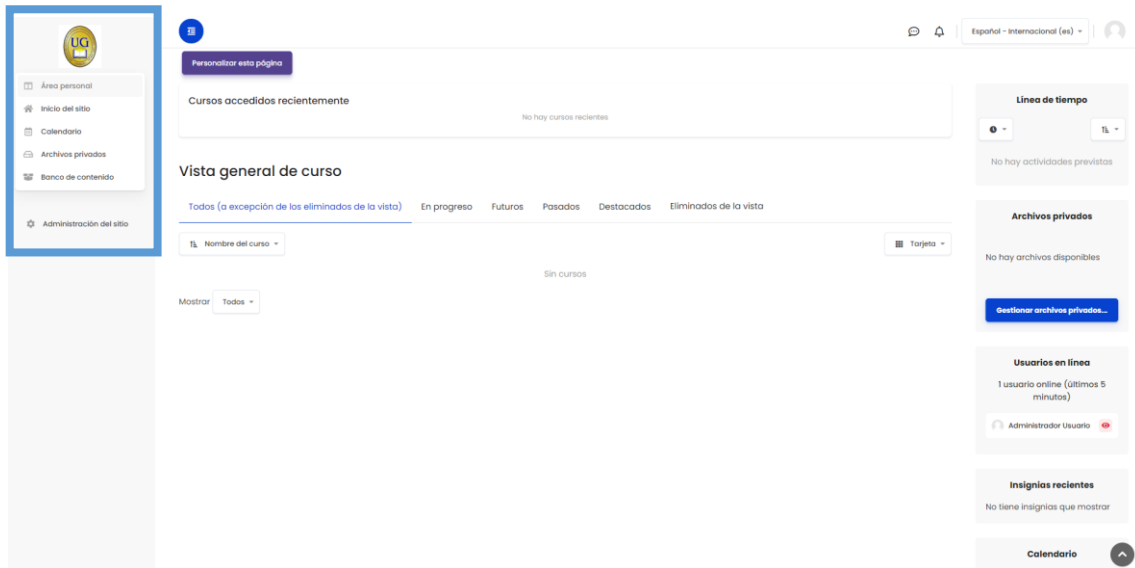 UG
Área personal
Inicio del sitio
Calendario
Archivos privados
Banco de contenido
Administración del sitio
Español - Internacional (es)
Personalizar esta página
Cursos accedidos recientemente
No hay cursos recientes
Vista general de curso
Todos (a excepción de los eliminados de la vista) En progreso Futuros Pasados Destacados Eliminados de la vista
Nombre del curso Tarjeta
Sin cursos
Mostrar Todos
Línea de tiempo
No hay actividades previstas
Archivos privados
No hay archivos disponibles
Gestionar archivos privados...
Usuarios en línea
1 usuario online (últimos 5
minutos)
Administrador Usuario
Insignias recientes
No tiene insignias que mostrar
Calendario